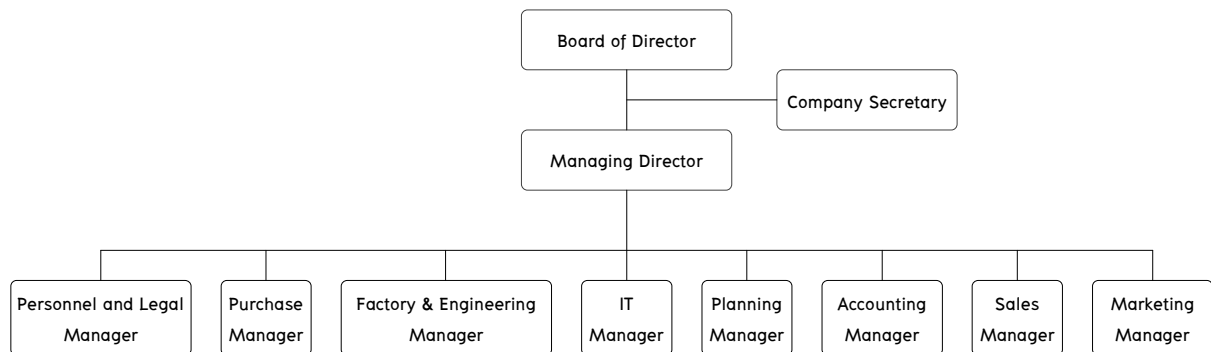 Board of Director
Company Secretary
Managing Director
Personnel and Legal
Manager
Purchase
Manager
Factory & Engineering
Manager
IT
Manager
Planning
Manager
Accounting
Manager
Sales
Manager
Marketing
Manager